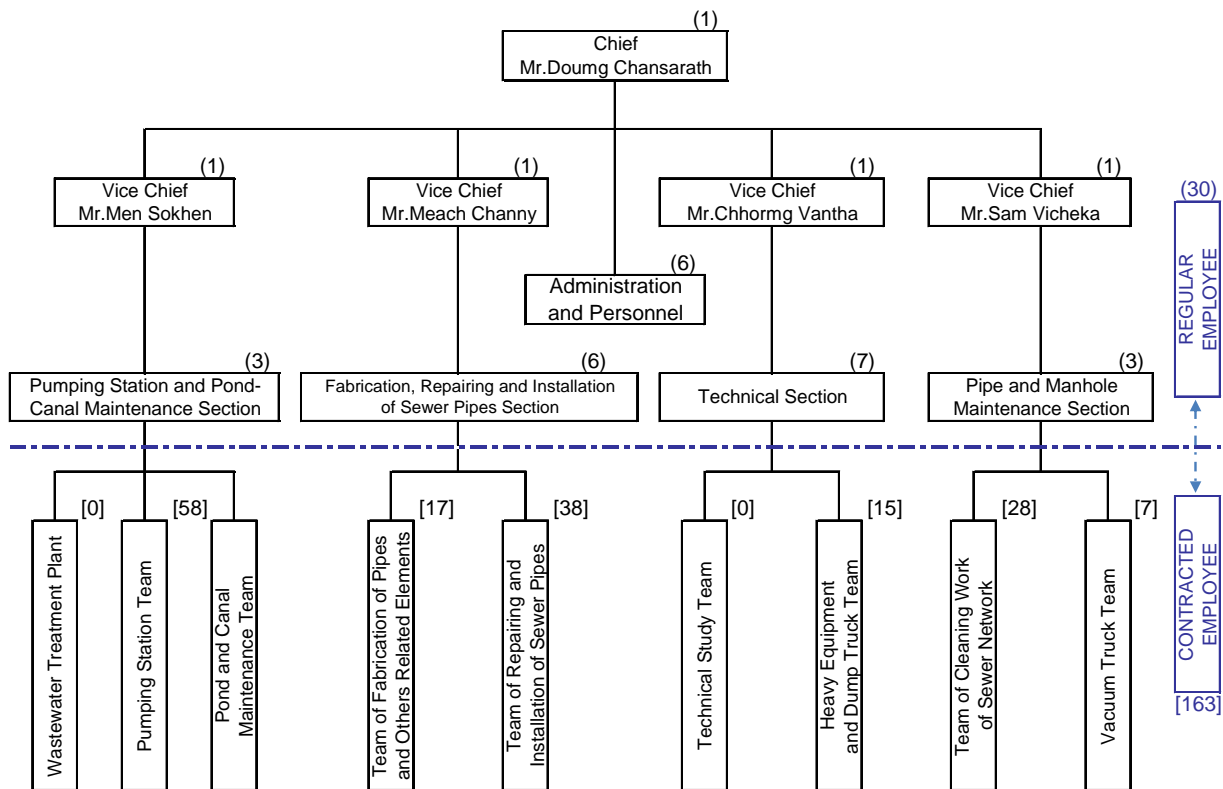 (1)
Chief
Mr.Doumg Chansarath
(1)
Vice Chief
Mr.Men Sokhen
(1)
Vice Chief
Mr.Meach Channy
(1)
Vice Chief
Mr.Chhormg Vantha
(1)
Vice Chief
Mr.Sam Vicheka
(30)
REGULAR
EMPLOYEE
(6)
Administration
and Personnel
(3)
Pumping Station and Pond-
Canal Maintenance Section
(6)
Fabrication, Repairing and Installation
of Sewer Pipes Section
(7)
Technical Section
(3)
Pipe and Manhole
Maintenance Section
[0]
Wastewater Treatment Plant
[58]
Pumping Station Team
Pond and Canal
Maintenance Team
[17]
Team of Fabrication of Pipes
and Others Related Elements
[38]
Team of Repairing and
Installation of Sewer Pipes
[0]
Technical Study Team
[15]
Heavy Equipment
and Dump Truck Team
[28]
Team of Cleaning Work
of Sewer Network
[7]
Vacuum Truck Team
CONTRACTED
EMPLOYEE
[163]